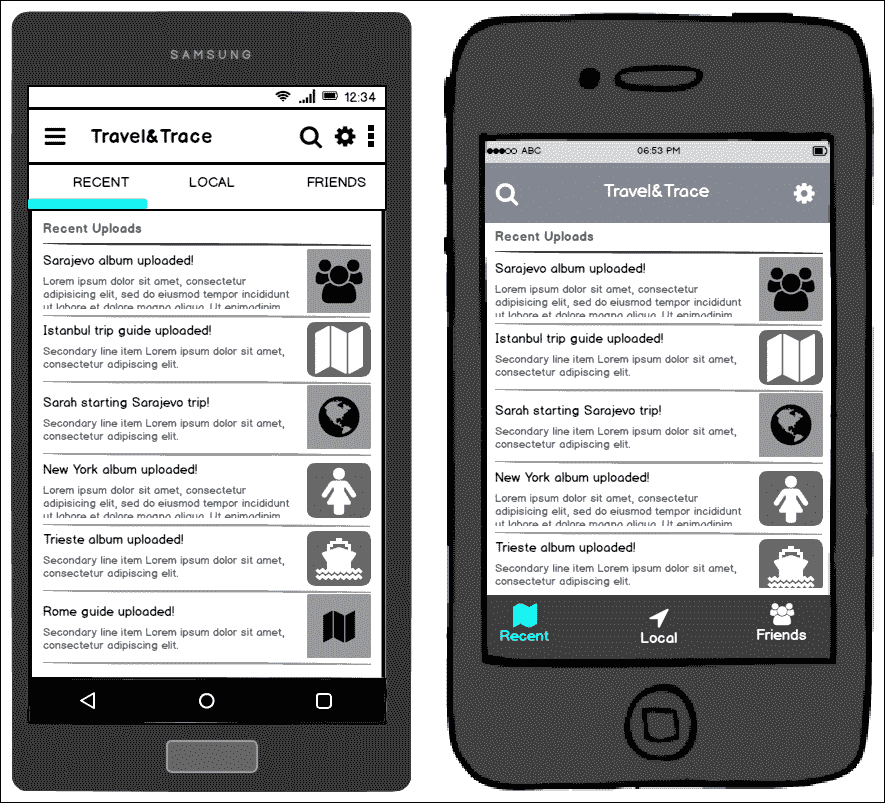 SAMSUNG
12:34
Travel&Trace
RECENT LOCAL FRIENDS
Recent Uploads
Sarajevo album uploaded!
Lorem ipsum dolor sit amet, consectetur
adipisicing elit, sed do eiusmod tempor incididunt
ut labore et dolore magna aliqua. Ut enimadinim
Istanbul trip guide uploaded!
Secondary line item Lorem ipsum dolor sit amet,
consectetur adipiscing elit.
Sarah starting Sarajevo trip!
Secondary line item Lorem ipsum dolor sit amet,
consectetur adipiscing elit.
New York album uploaded!
Lorem ipsum dolor sit amet, consectetur
adipisicing elit, sed do eiusmod tempor incididunt
ut labore et dolore magna aliqua. Ut enimadinim
Trieste album uploaded!
Secondary line item Lorem ipsum dolor sit amet,
consectetur adipiscing elit.
Rome guide uploaded!
Secondary line item Lorem ipsum dolor sit amet,
consectetur adipiscing elit.
ABC 06:53 PM
Travel&Trace
Recent Uploads
Sarajevo album uploaded!
Lorem ipsum dolor sit amet, consectetur
adipisicing elit, sed do eiusmod tempor incididunt
ut labore et dolore magna aliqua. Ut enimadinim
Istanbul trip guide uploaded!
Secondary line item Lorem ipsum dolor sit amet,
consectetur adipiscing elit.
Sarah starting Sarajevo trip!
Secondary line item Lorem ipsum dolor sit amet,
consectetur adipiscing elit.
New York album uploaded!
Lorem ipsum dolor sit amet, consectetur
adipisicing elit, sed do eiusmod tempor incididunt
ut labore et dolore magna aliqua. Ut enimadinim
Trieste album uploaded!
Secondary line item Lorem ipsum dolor sit amet,
consectetur adipiscing elit.
Recent Local Friends